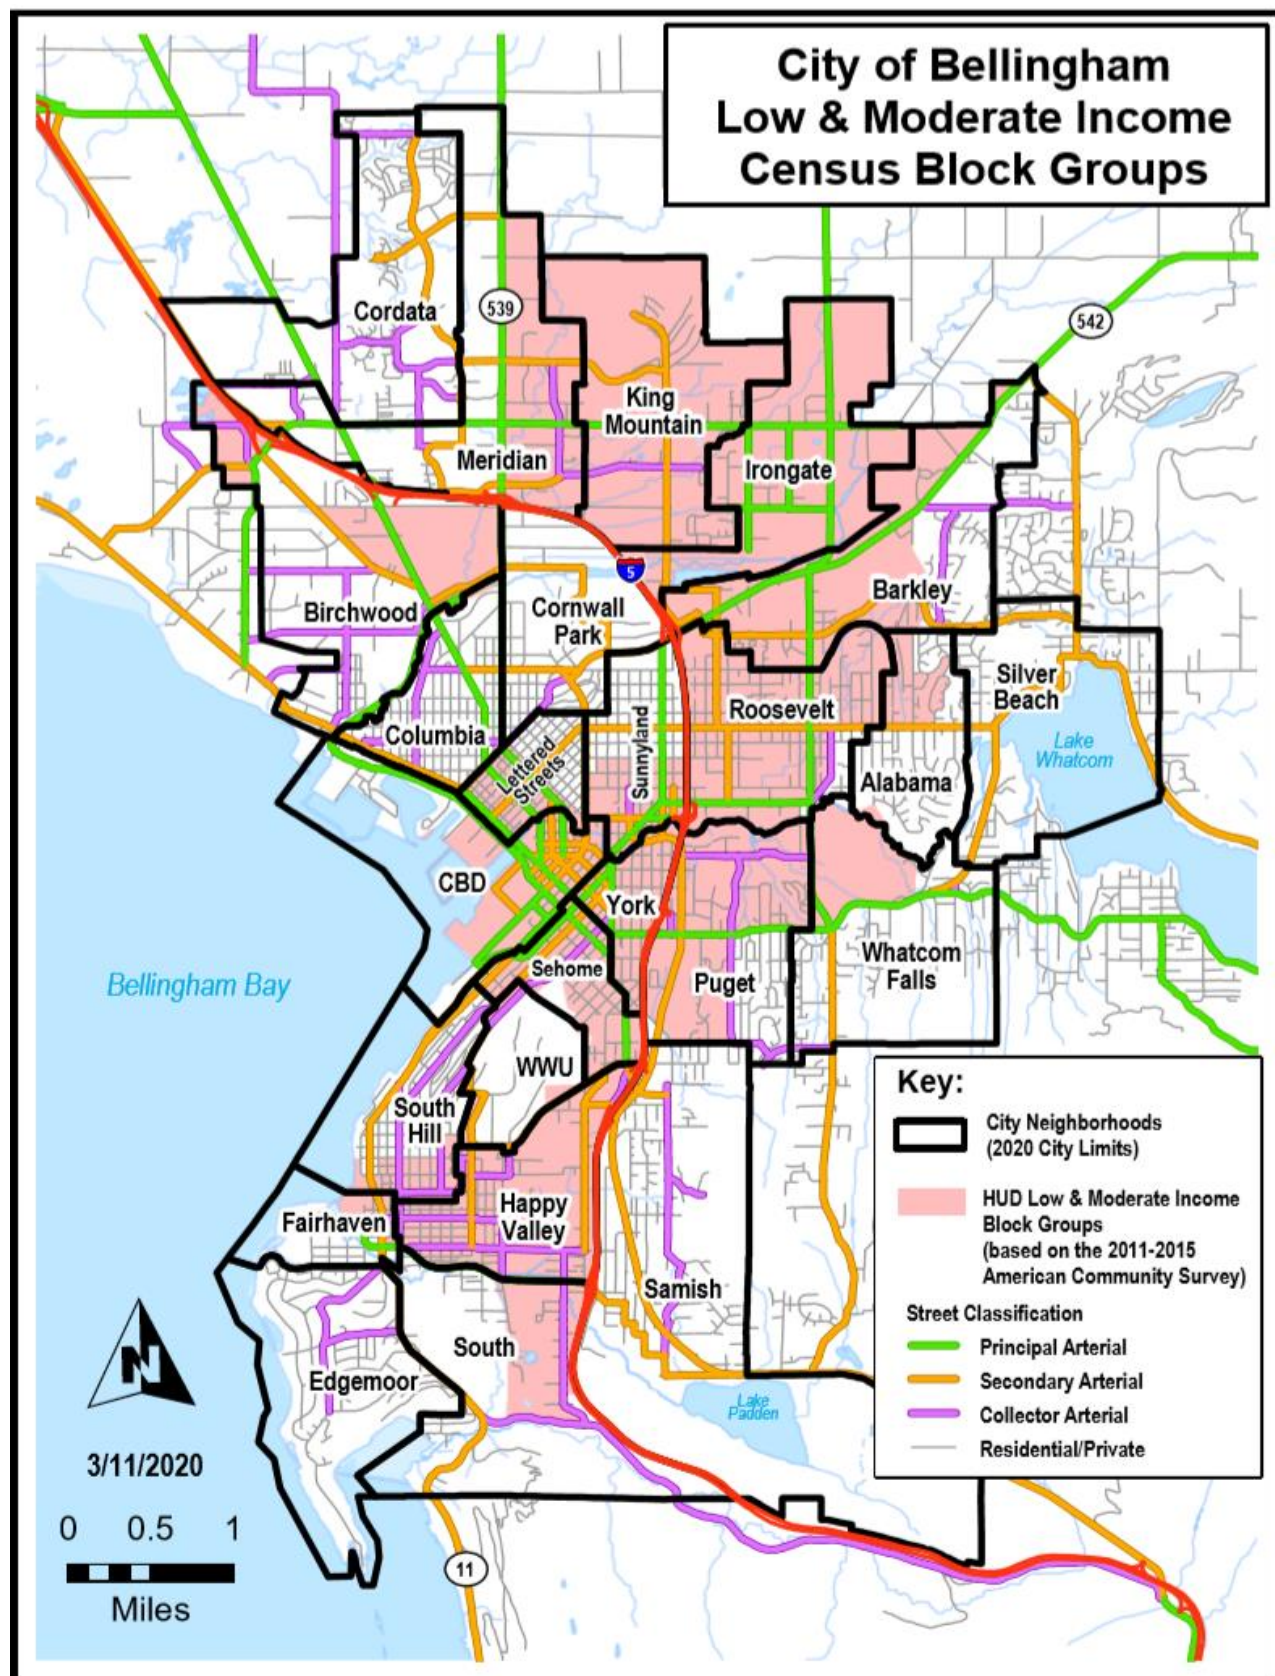 City of Bellingham
Low & Moderate Income
Census Block Groups
539
542
Cordata
King
Mountain
Meridian
Irongate
5
Birchwood
Cornwall
Park
Barkley
Silver
Beach
Roosevelt
Columbia
Sunnyland
Lettered
Streets
Lake
Whatcom
Alabama
CBD
York
Whatcom
Falls
Bellingham Bay
Sehome
Puget
WWU
South
Hill
Happy
Valley
Fairhaven
Samish
South
Edgemoor
Lake
Padden
11
Key:
City Neighborhoods
(2020 City Limits)
HUD Low & Moderate Income
Block Groups
(based on the 2011-2015
American Community Survey)
Street Classification
Principal Arterial
Secondary Arterial
Collector Arterial
Residential/Private
N
3/11/2020
0 0.5 1
Miles